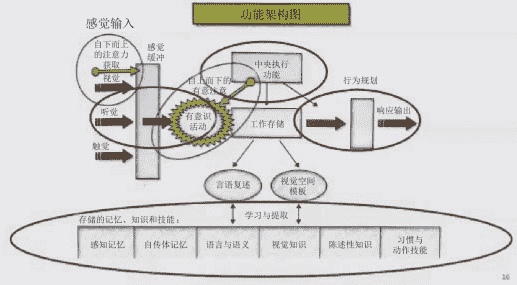 功能架构图
感觉输入
自下而上
的注意力
获取
感觉
缓冲
视觉
听觉
触觉
自上而下的
有意注意
有意识
活动
中央执行
功能
工作存储
行为规划
响应输出
言语复述
视觉空间
模板
学习与提取
存储的记忆、知识和技能：
感知记忆
自传体记忆
语言与语义
视觉知识
陈述性知识
习惯与
动作技能
16